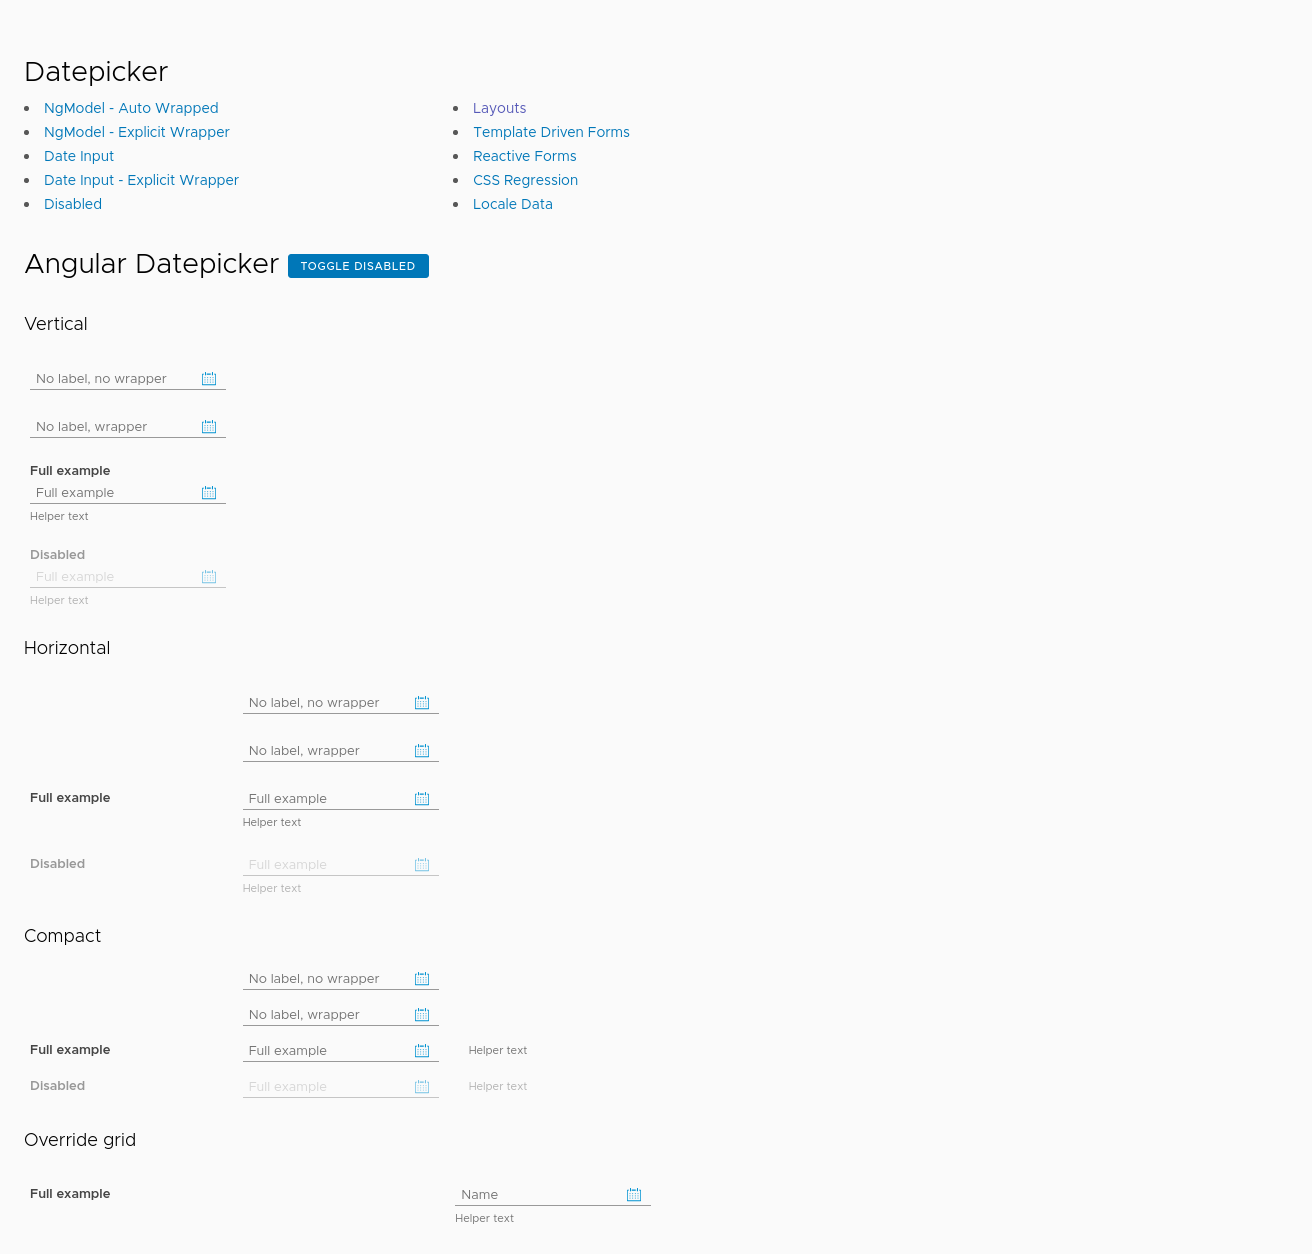 Datepicker
NgModel - Auto Wrapped
NgModel - Explicit Wrapper
Date Input
Date Input - Explicit Wrapper
Disabled
Layouts
Template Driven Forms
Reactive Forms
CSS Regression
Locale Data
Angular Datepicker TOGGLE DISABLED
Vertical
No label, no wrapper
No label, wrapper
Full example
Full example
Helper text
Disabled
Full example
Helper text
Horizontal
No label, no wrapper
No label, wrapper
Full example Full example
Helper text
Disabled Full example
Helper text
Compact
No label, no wrapper
No label, wrapper
Full example Full example Helper text
Disabled Full example Helper text
Override grid
Full example Name
Helper text